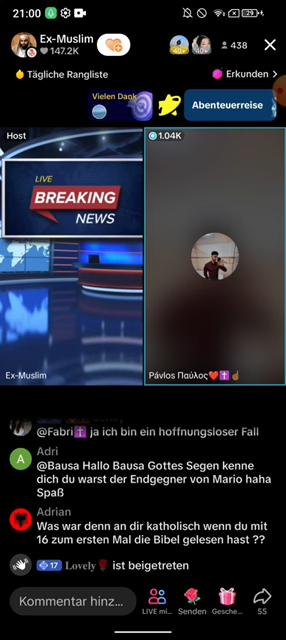 21:00
29
Ex-Muslim
147.2K
40+
40+
438
Tägliche Rangliste
Erkunden >
Vielen Dank
Abenteuerreise
Host
1.04K
LIVE
BREAKING
NEWS
Ex-Muslim
Pávlos Παύλος❤️✝️☝🏾
@Fabri✝️ ja ich bin ein hoffnungsloser Fall
A
Adri
@Bausa Hallo Bausa Gottes Segen kenne
dich du warst der Endgegner von Mario haha
Spaß
Adrian
Was war denn an dir katholisch wenn du mit
16 zum ersten Mal die Bibel gelesen hast ??
17 Lovely🌹 ist beigetreten
Kommentar hinz...
LIVE mi...
Senden
Gesche...
55